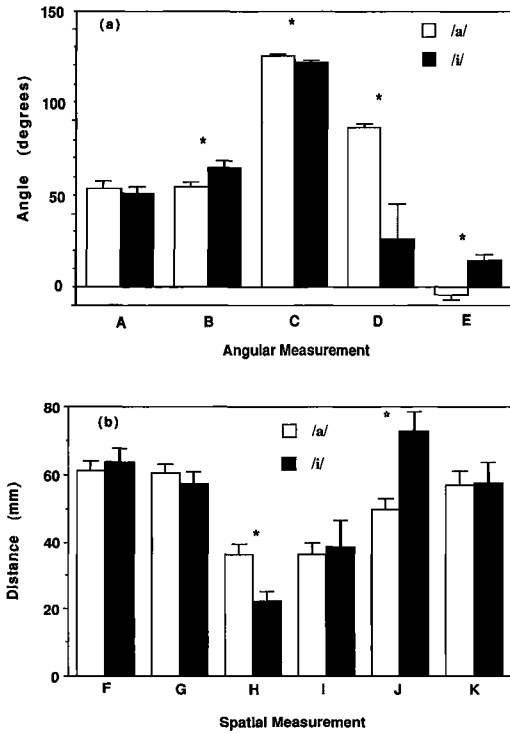 (a)
/a/
/i/
Angle (degrees)
150
100
50
0
*
*
*
*
A B C D E
Angular Measurement
(b)
/a/
/i/
Distance (mm)
80
60
40
20
0
*
*
F G H I J K
Spatial Measurement